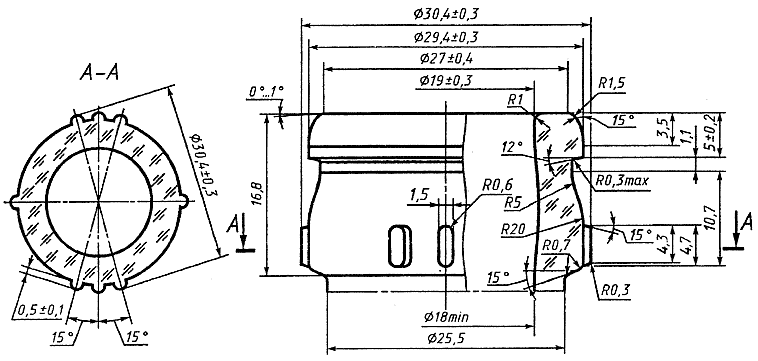 Ø30,4±0,3
Ø29,4±0,3
Ø27±0,4
Ø19±0,3
А–А
Ø30,4±0,3
0°...1°
R1
R1,5
15°
3,5
5±0,2
1,1
12°
R0,3max
16,8
1,5
R0,6
R5
10,7
А
R20
15°
А
4,3
4,7
R0,7
15°
R0,3
0,5±0,1
15°
15°
Ø18min
Ø25,5